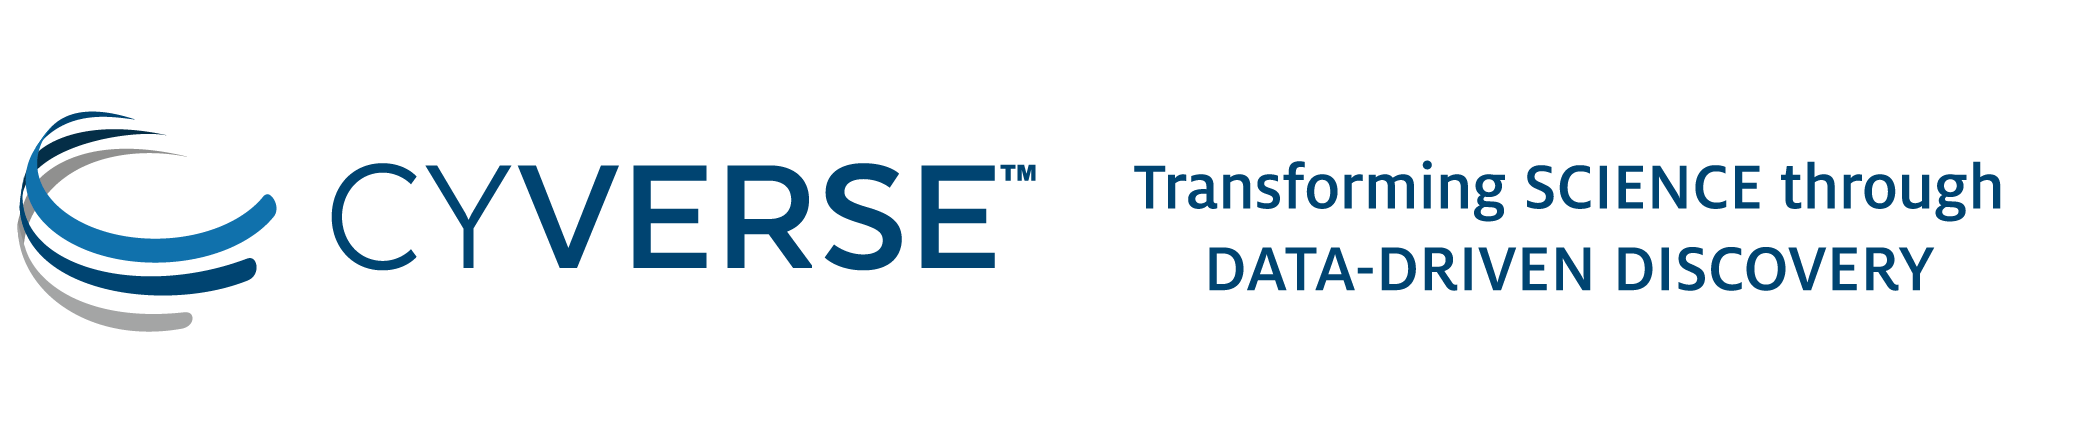 CYVERSE™
Transforming SCIENCE through
DATA-DRIVEN DISCOVERY